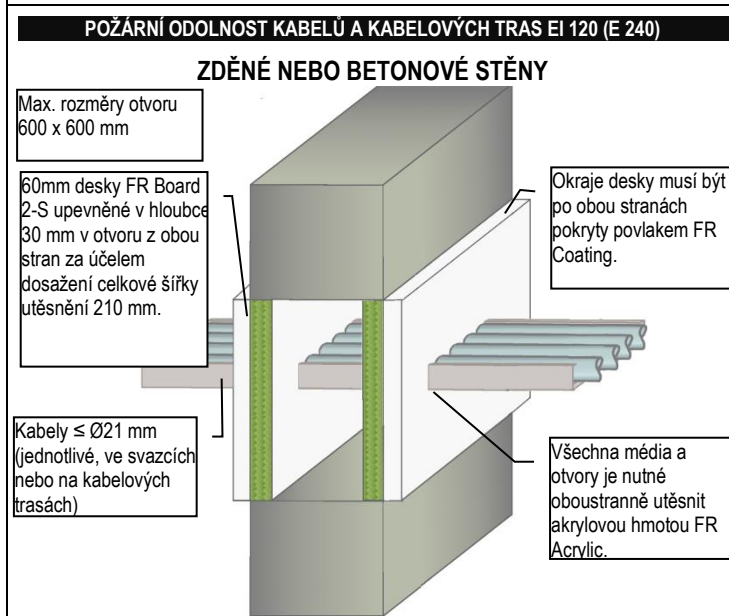 POŽÁRNÍ ODOLNOST KABELŮ A KABELOVÝCH TRAS EI 120 (E 240)
ZDĚNÉ NEBO BETONOVÉ STĚNY
Max. rozměry otvoru
600 x 600 mm
60mm desky FR Board
2-S upevněné v hloubce
30 mm v otvoru z obou
stran za účelem
dosažení celkové šířky
utěsnění 210 mm.
Kabely ≤ Ø21 mm
(jednotlivé, ve svazcích
nebo na kabelových
trasách)
Okraje desky musí být
po obou stranách
pokryty povlakem FR
Coating.
Všechna média a
otvory je nutné
oboustranně utěsnit
akrylovou hmotou FR
Acrylic.